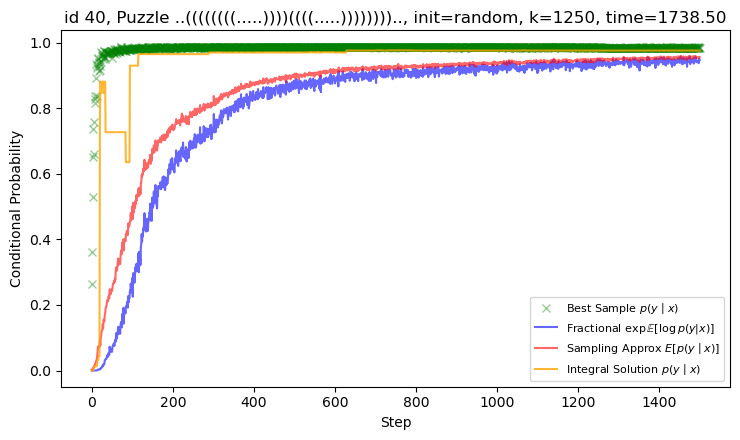 id 40, Puzzle ..((((((((.....))))((((.....)))))))).., init=random, k=1250, time=1738.50
1.0
0.8
0.6
0.4
0.2
0.0
Conditional Probability
0
200
400
600
800
1000
1200
1400
Step
Best Sample p(y | x)
Fractional exp 𝔼[log p(y|x)]
Sampling Approx E[p(y | x)]
Integral Solution p(y | x)